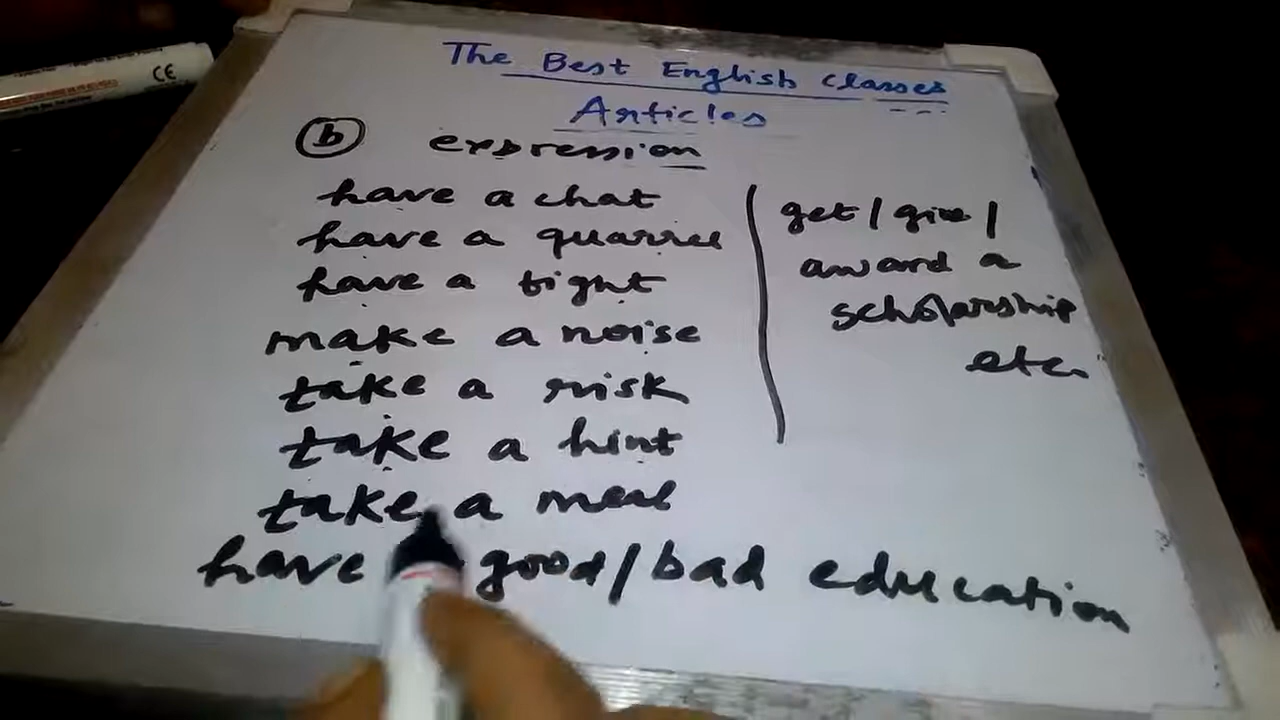 CE
The Best English classes
Articles
b expression
have a chat
have a quarrel
have a fight
make a noise
take a risk
take a hint
take a meal
have good/bad education
get/give/
award a
scholarship
etc.